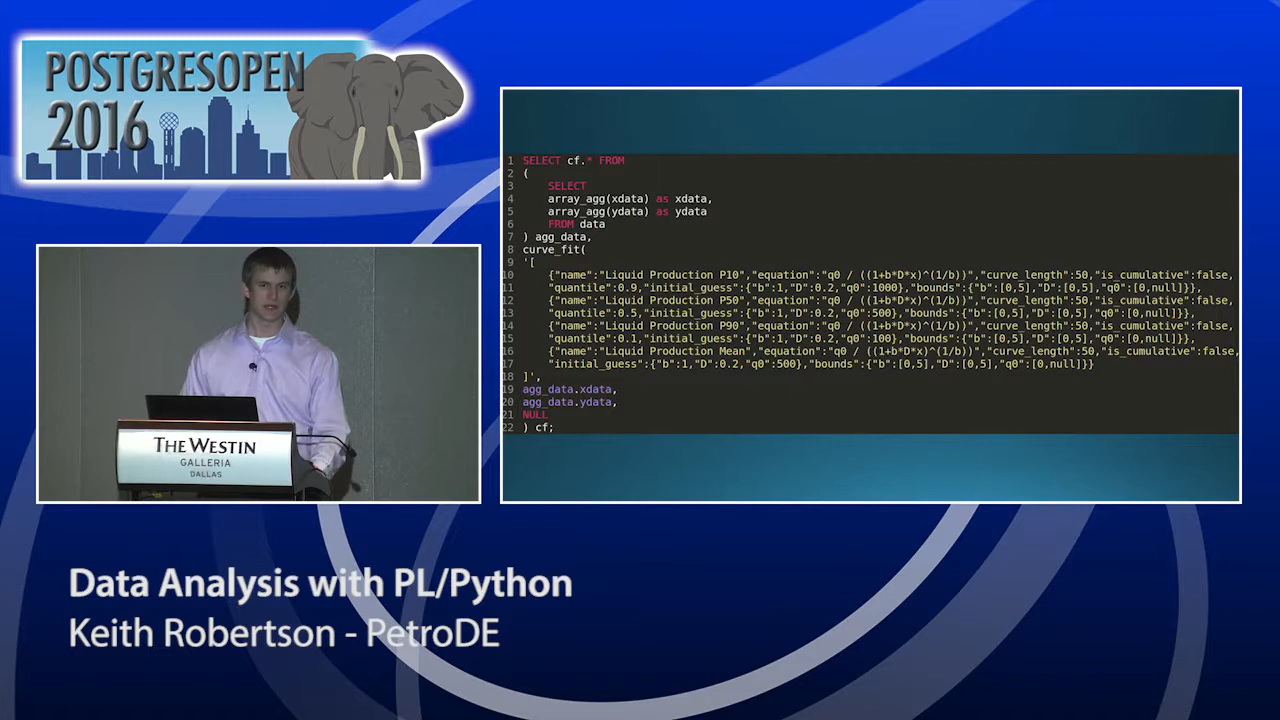 POSTGRESOPEN
2016
THE WESTIN
GALLERIA
DALLAS
1 SELECT cf.* FROM
2 (
3 SELECT
4 array_agg(xdata) as xdata,
5 array_agg(ydata) as ydata
6 FROM data
7 ) agg_data,
8 curve_fit(
9 '[
10 {"name":"Liquid Production P10","equation":"q0 / ((1+b*D*x)^(1/b))","curve_length":50,"is_cumulative":false,
11 "quantile":0.9,"initial_guess":{"b":1,"D":0.2,"q0":1000},"bounds":{"b":[0,5],"D":[0,5],"q0":[0,null]}},
12 {"name":"Liquid Production P50","equation":"q0 / ((1+b*D*x)^(1/b))","curve_length":50,"is_cumulative":false,
13 "quantile":0.5,"initial_guess":{"b":1,"D":0.2,"q0":500},"bounds":{"b":[0,5],"D":[0,5],"q0":[0,null]}},
14 {"name":"Liquid Production P90","equation":"q0 / ((1+b*D*x)^(1/b))","curve_length":50,"is_cumulative":false,
15 "quantile":0.1,"initial_guess":{"b":1,"D":0.2,"q0":100},"bounds":{"b":[0,5],"D":[0,5],"q0":[0,null]}},
16 {"name":"Liquid Production Mean","equation":"q0 / ((1+b*D*x)^(1/b))","curve_length":50,"is_cumulative":false,
17 "initial_guess":{"b":1,"D":0.2,"q0":500},"bounds":{"b":[0,5],"D":[0,5],"q0":[0,null]}}
18 ]',
19 agg_data.xdata,
20 agg_data.ydata,
21 NULL
22 ) cf;
Data Analysis with PL/Python
Keith Robertson - PetroDE